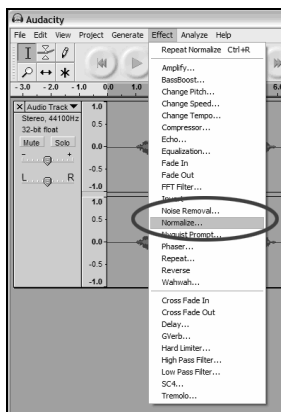 Audacity
File Edit View Project Generate Effect Analyze Help
Repeat Normalize Ctrl+R
Amplify...
BassBoost...
Change Pitch...
Change Speed...
Change Tempo...
Compressor...
Echo...
Equalization...
Fade In
Fade Out
FFT Filter...
Invert
Noise Removal...
Normalize...
Nyquist Prompt...
Phaser...
Repeat...
Reverse
Wahwah...
Cross Fade In
Cross Fade Out
Delay...
GVerb...
Hard Limiter...
High Pass Filter...
Low Pass Filter...
SC4...
Tremolo...
-3.0 -2.0 -1.0 0.0 1.0 6.0
Audio Track
Stereo, 44100Hz
32-bit float
Mute Solo
- +
L R
1.0
0.5
0.0
-0.5
-1.0
1.0
0.5
0.0
-0.5
-1.0